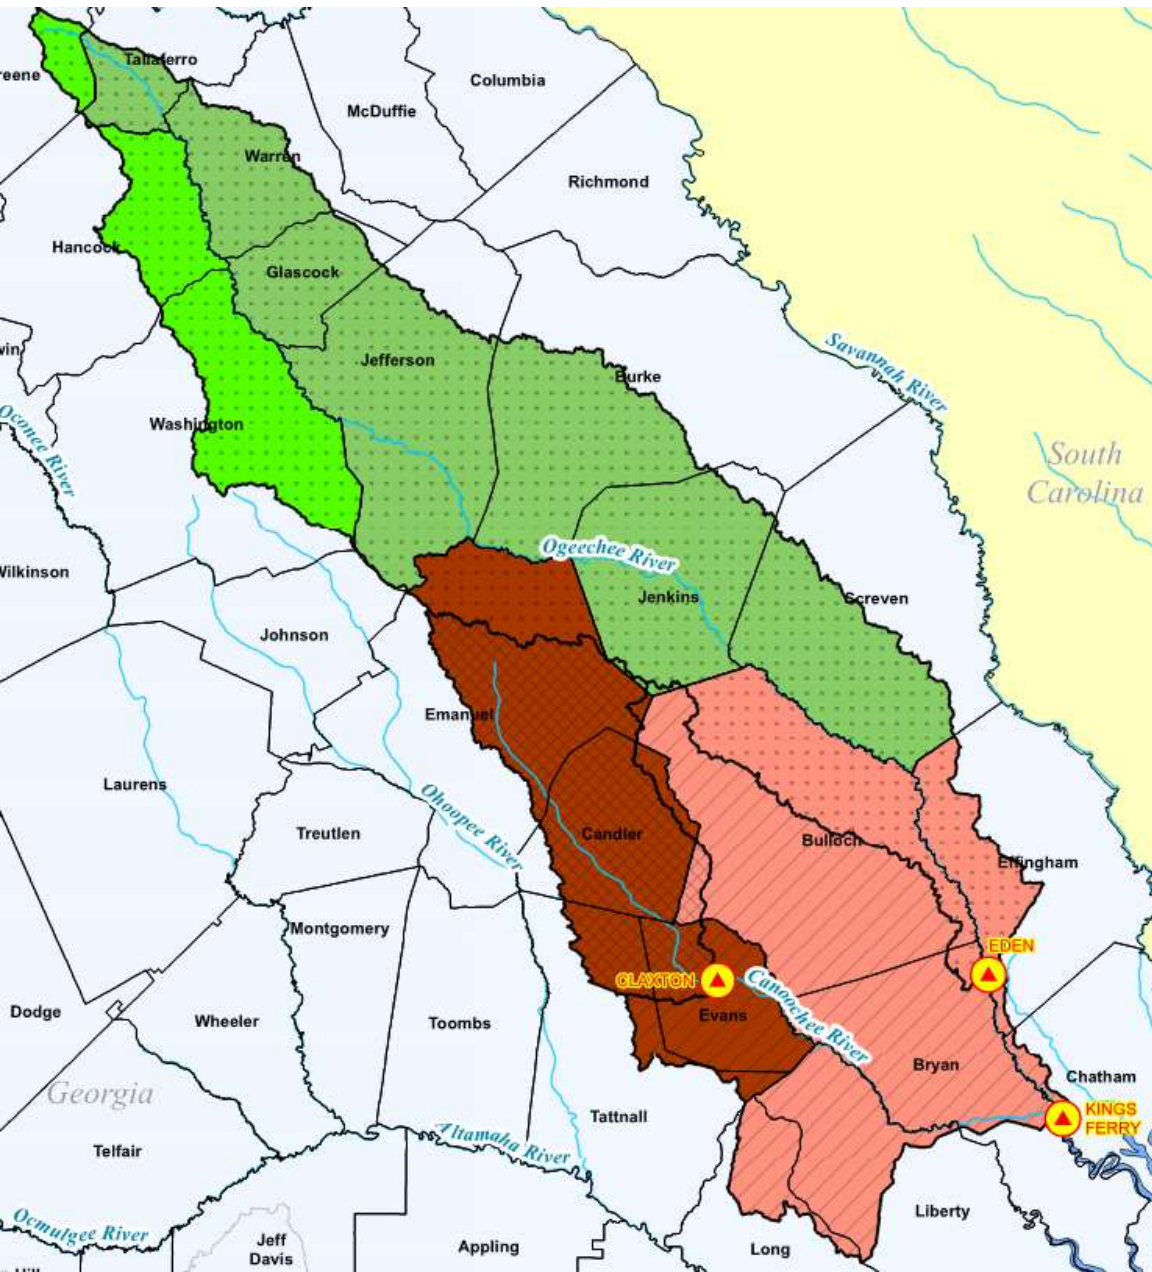 Taliaferro
reene
Columbia
McDuffie
Warren
Richmond
Hancock
Glascock
Savannah River
win
Jefferson
Burke
Oconee River
Washington
South
Carolina
Ogeechee River
Wilkinson
Jenkins
Screven
Johnson
Emanuel
Laurens
Ohoopee River
Treutlen
Candler
Bulloch
Effingham
Montgomery
EDEN
CLAXTON
Canoochee River
Dodge
Wheeler
Toombs
Evans
Bryan
Georgia
Chatham
KINGS
FERRY
Tattnall
Altamaha River
Telfair
Ocmulgee River
Liberty
Jeff
Davis
Appling
Long